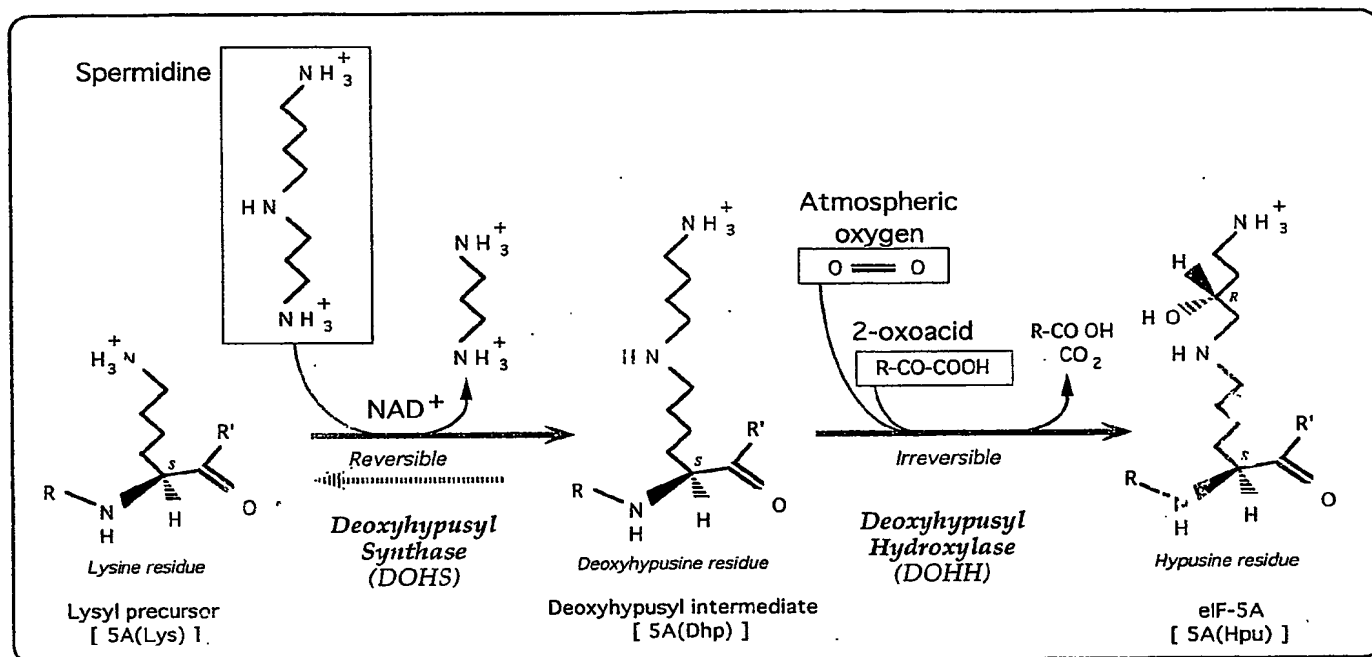 Spermidine
NH3+
HN
NH3+
NH3+
NH3+
H3+N
NAD+
Reversible
R'
R
N
H
H
S
O
Lysine residue
Lysyl precursor
[ 5A(Lys) ]
Deoxyhypusyl
Synthase
(DOHS)
NH3+
HN
R'
R
N
H
H
S
O
Deoxyhypusine residue
Deoxyhypusyl intermediate
[ 5A(Dhp) ]
Atmospheric
oxygen
O = O
2-oxoacid
R-CO-COOH
R-CO OH
CO2
Irreversible
Deoxyhypusyl
Hydroxylase
(DOHH)
NH3+
H
R
HO
HN
R'
S
R
N
H
H
O
Hypusine residue
eIF-5A
[ 5A(Hpu) ]